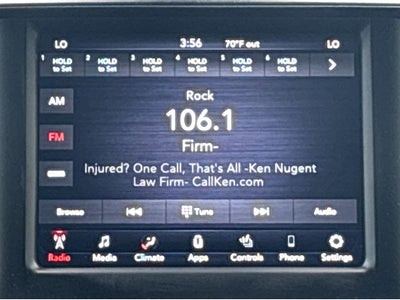 LO 3:56 70°F out LO
1 HOLD to Set 2 HOLD to Set 3 HOLD to Set 4 HOLD to Set 5 HOLD to Set 6 HOLD to Set
AM
Rock
106.1
FM
Firm-
Injured? One Call, That's All -Ken Nugent
Law Firm- CallKen.com
Browse Tune Audio
Radio Media Climate Apps Controls Phone Settings